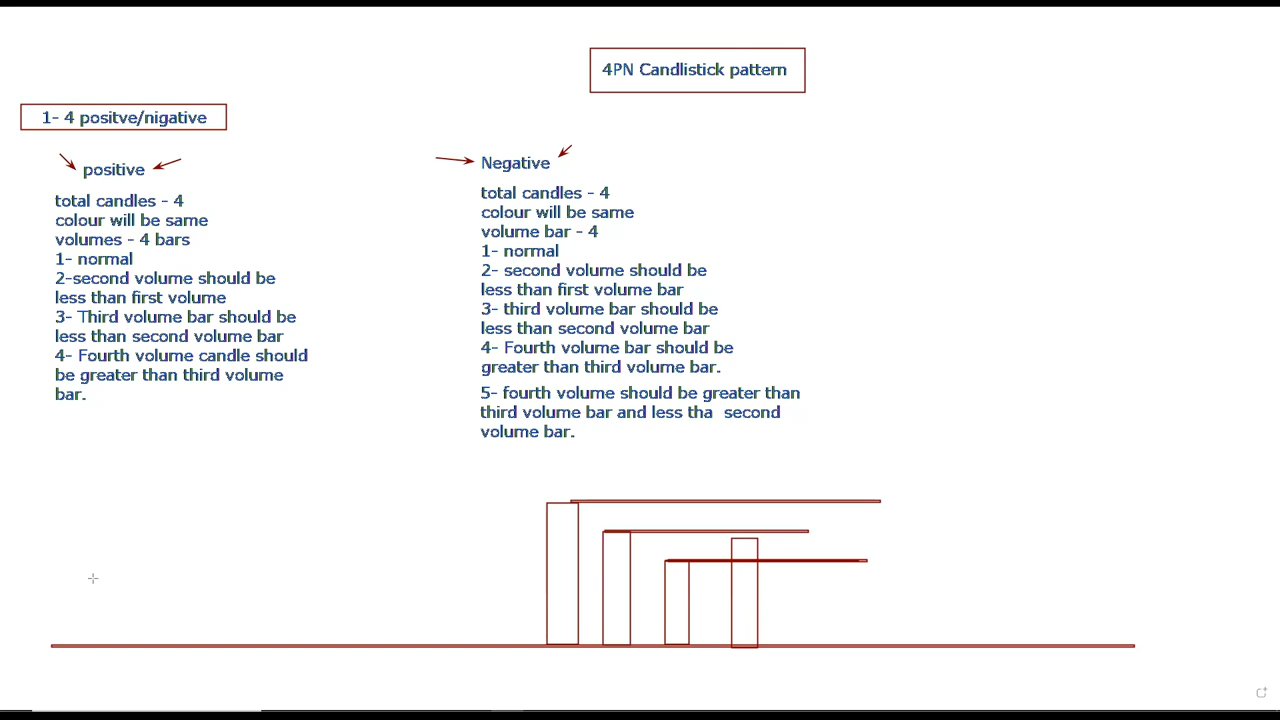 4PN Candlistick pattern
1- 4 positve/nigative
positive
total candles - 4
colour will be same
volumes - 4 bars
1- normal
2-second volume should be
less than first volume
3- Third volume bar should be
less than second volume bar
4- Fourth volume candle should
be greater than third volume
bar.
Negative
total candles - 4
colour will be same
volume bar - 4
1- normal
2- second volume should be
less than first volume bar
3- third volume bar should be
less than second volume bar
4- Fourth volume bar should be
greater than third volume bar.
5- fourth volume should be greater than
third volume bar and less tha  second
volume bar.